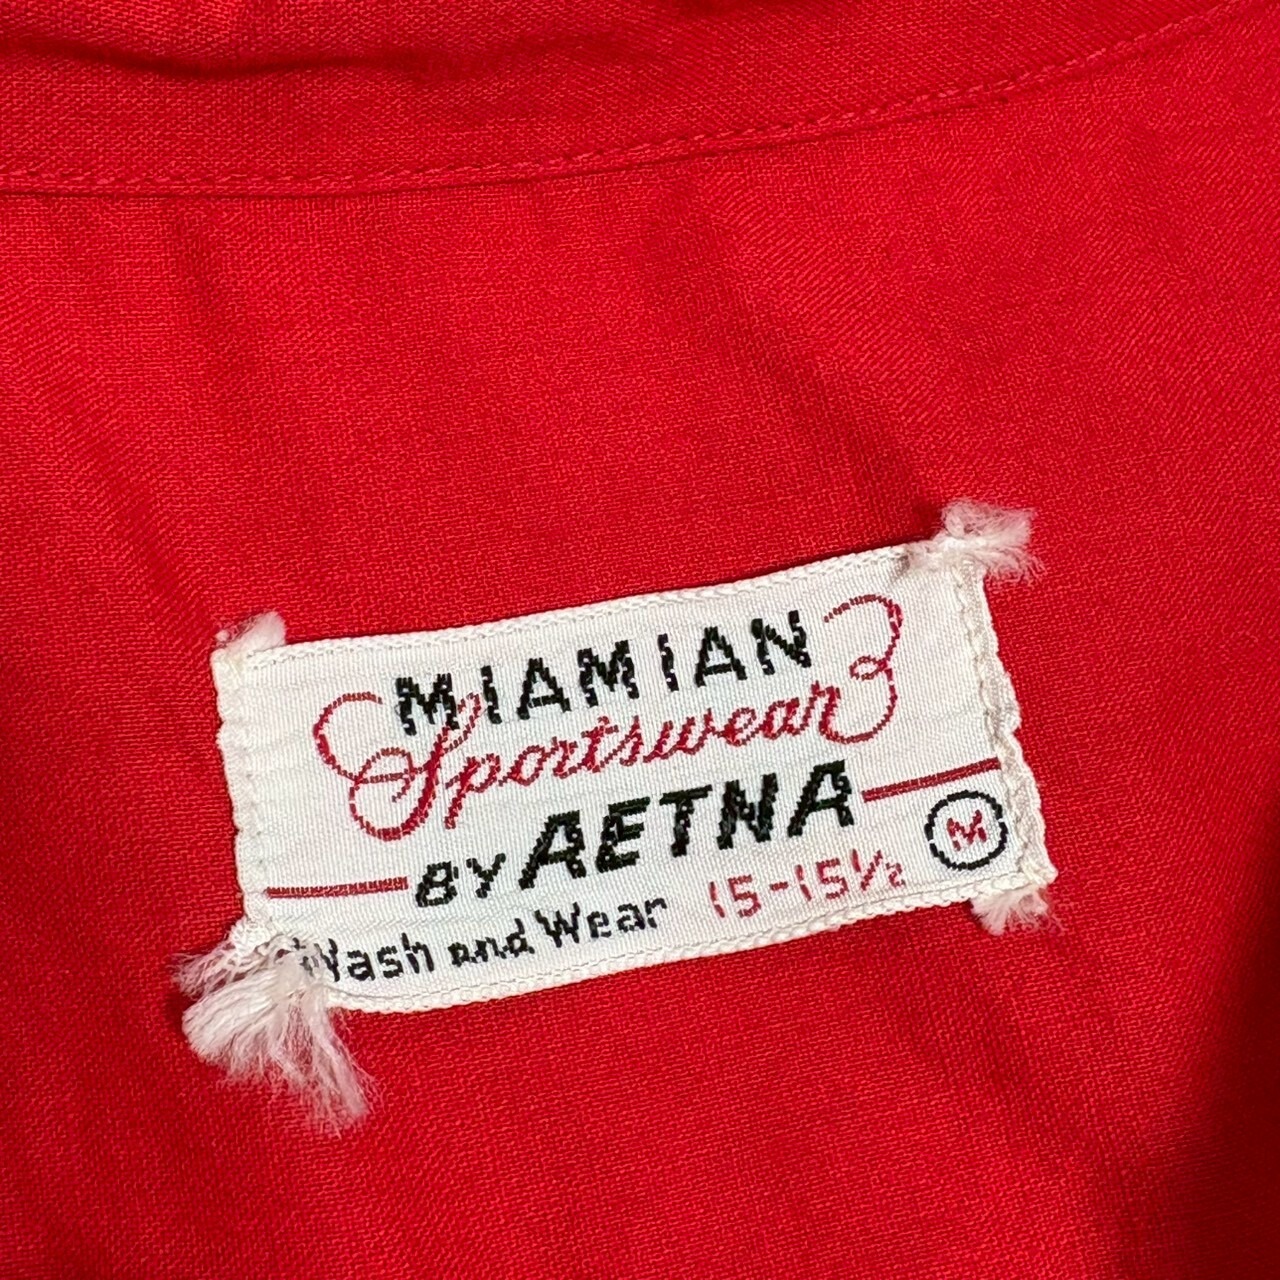 MIAMIAN
Sportswear
BY AETNA
M
Wash and Wear 15-15½